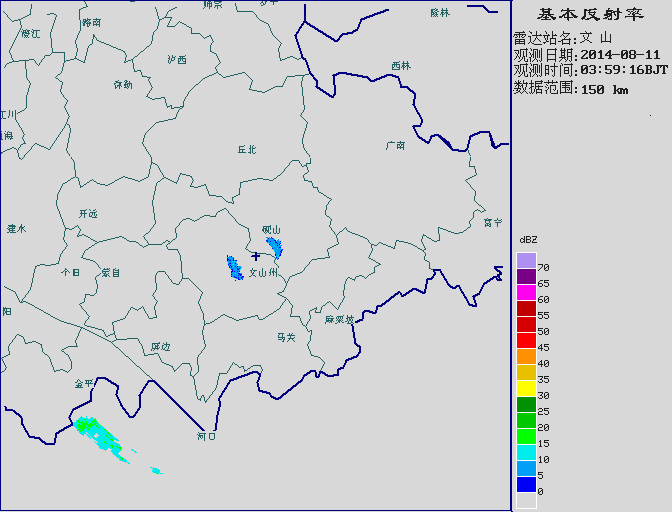 基本反射率
雷达站名:文 山
观测日期:2014-08-11
观测时间:03:59:16BJT
数据范围:150 km
师宗
隆林
路南
泸西
西林
弥勒
江川
丘北
广南
开远
建水
砚山
富宁
个旧
蒙自
文山州
麻栗坡
马关
屏边
金平
河口
dBZ
70
65
60
55
50
45
40
35
30
25
20
15
10
5
0